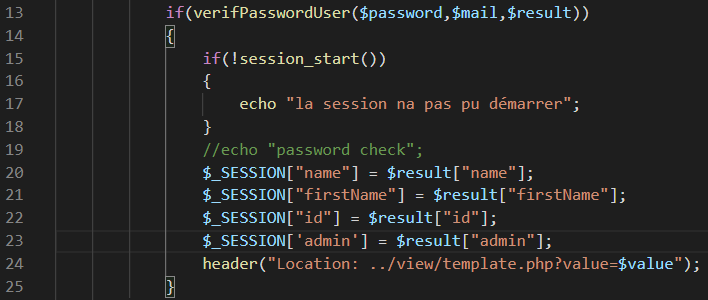 13 if(verifPasswordUser($password,$mail,$result))
14 {
15 if(!session_start())
16 {
17 echo "la session na pas pu démarrer";
18 }
19 //echo "password check";
20 $_SESSION["name"] = $result["name"];
21 $_SESSION["firstName"] = $result["firstName"];
22 $_SESSION["id"] = $result["id"];
23 $_SESSION['admin'] = $result["admin"];
24 header("Location: ../view/template.php?value=$value");
25 }